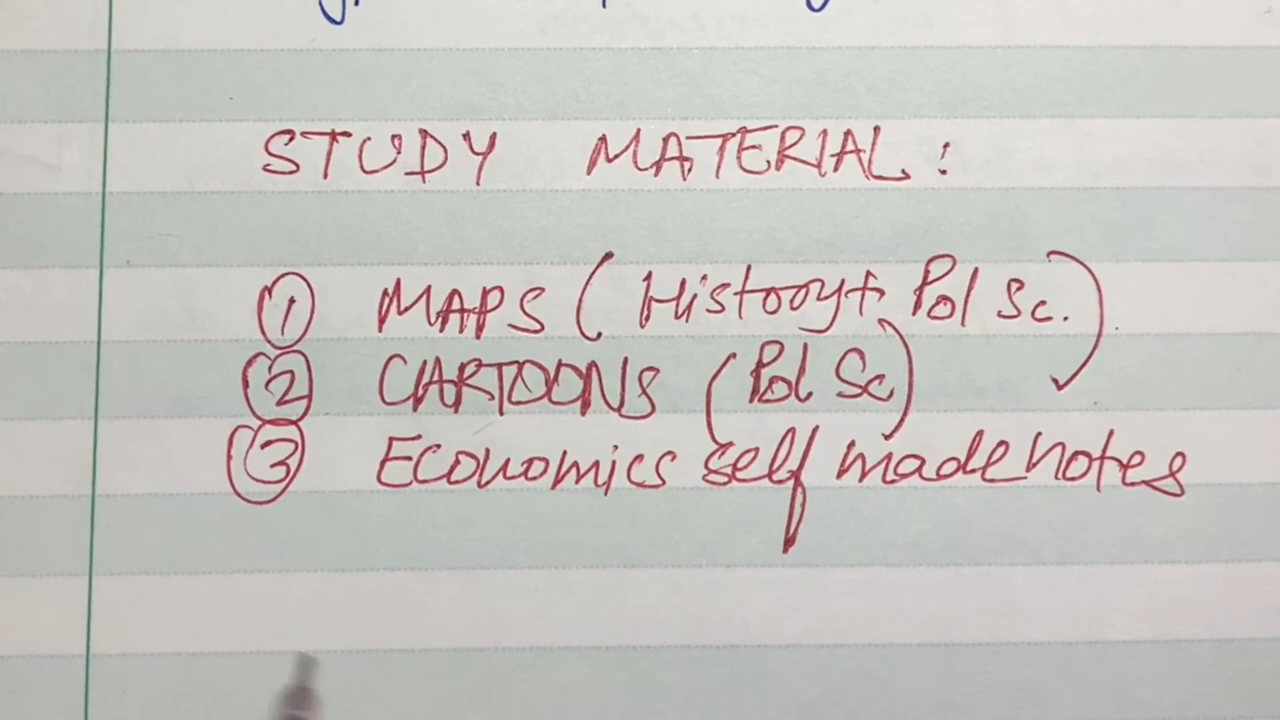 STUDY MATERIAL :
① MAPS ( History + Pol Sc. )
② CARTOONS ( Pol Sc )
③ Economics self made notes